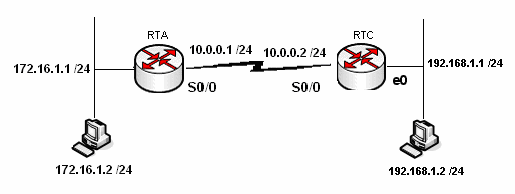 RTA
RTC
10.0.0.1 /24
10.0.0.2 /24
172.16.1.1 /24
192.168.1.1 /24
S0/0
S0/0
e0
172.16.1.2 /24
192.168.1.2 /24